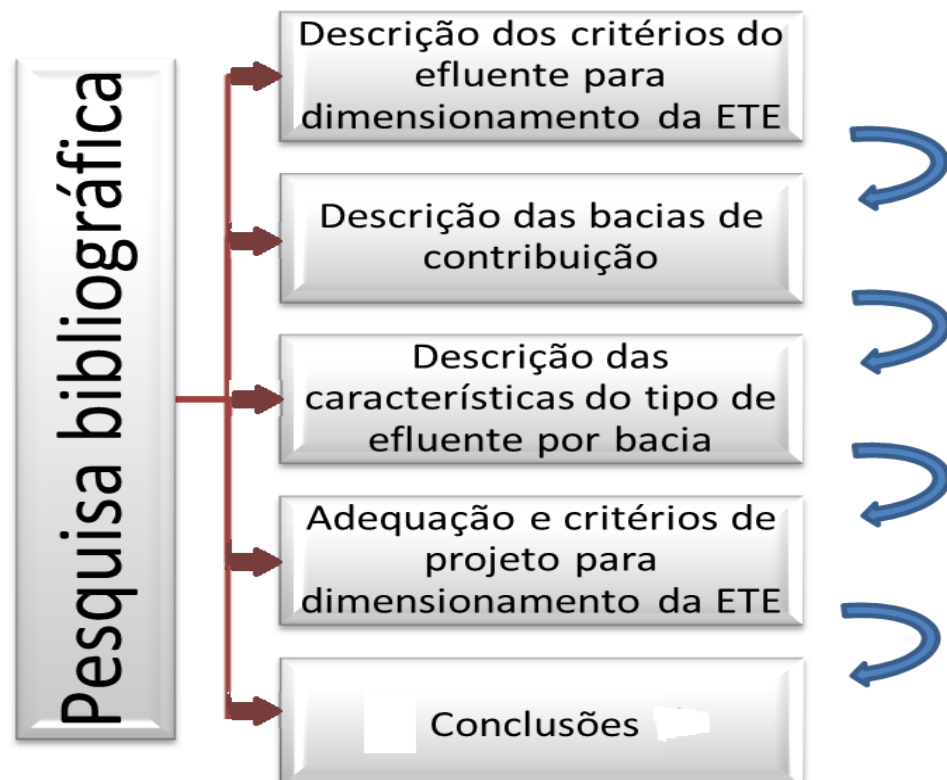 Pesquisa bibliográfica
Descrição dos critérios do
efluente para
dimensionamento da ETE
Descrição das bacias de
contribuição
Descrição das
características do tipo de
efluente por bacia
Adequação e critérios de
projeto para
dimensionamento da ETE
Conclusões